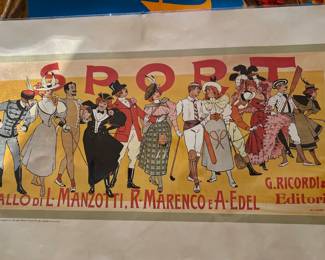 SPORT
G. RICORDI &
ALLO DI L. MANZOTTI, R. MARENCO E A. EDEL
Editori